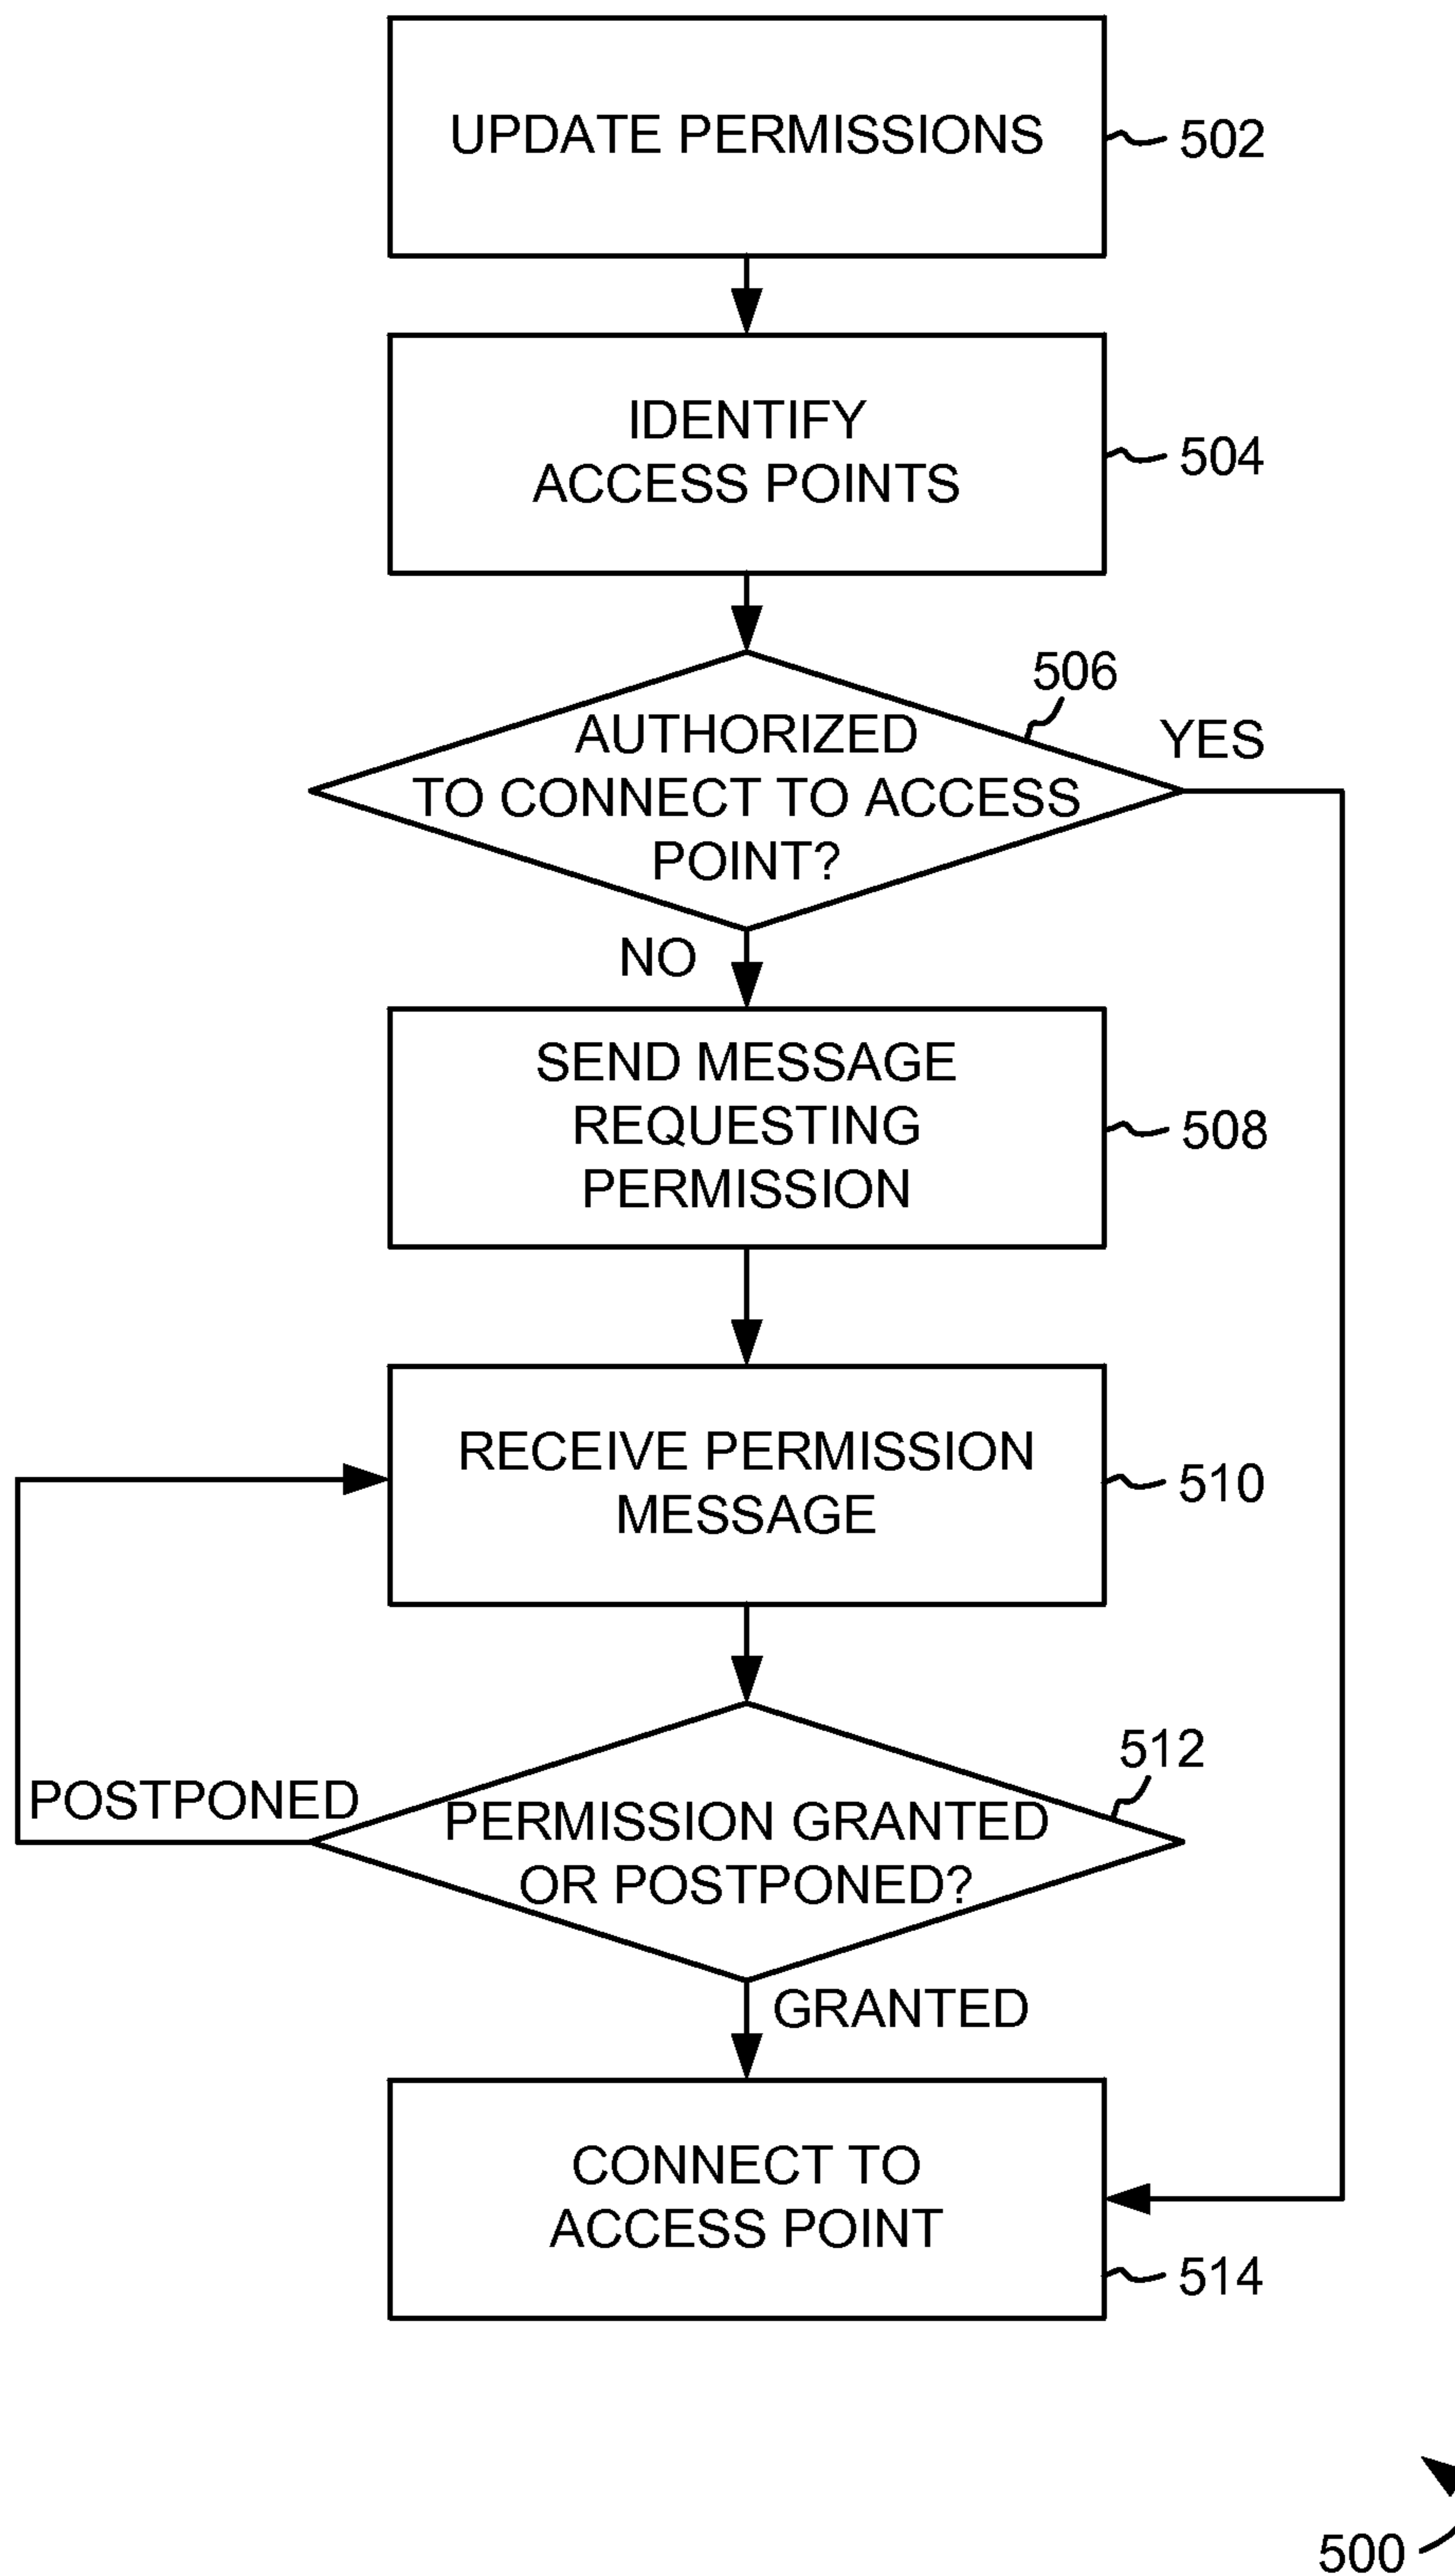 UPDATE PERMISSIONS
502
IDENTIFY
ACCESS POINTS
504
506
AUTHORIZED
TO CONNECT TO ACCESS
POINT?
YES
NO
SEND MESSAGE
REQUESTING
PERMISSION
508
RECEIVE PERMISSION
MESSAGE
510
512
POSTPONED
PERMISSION GRANTED
OR POSTPONED?
GRANTED
CONNECT TO
ACCESS POINT
514
500